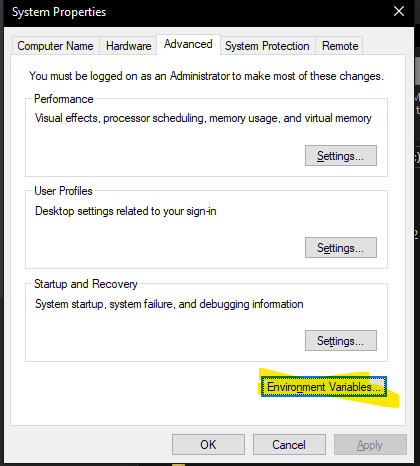 System Properties
Computer Name Hardware Advanced System Protection Remote
You must be logged on as an Administrator to make most of these changes.
Performance
Visual effects, processor scheduling, memory usage, and virtual memory
Settings...
User Profiles
Desktop settings related to your sign-in
Settings...
Startup and Recovery
System startup, system failure, and debugging information
Settings...
Environment Variables...
OK Cancel Apply